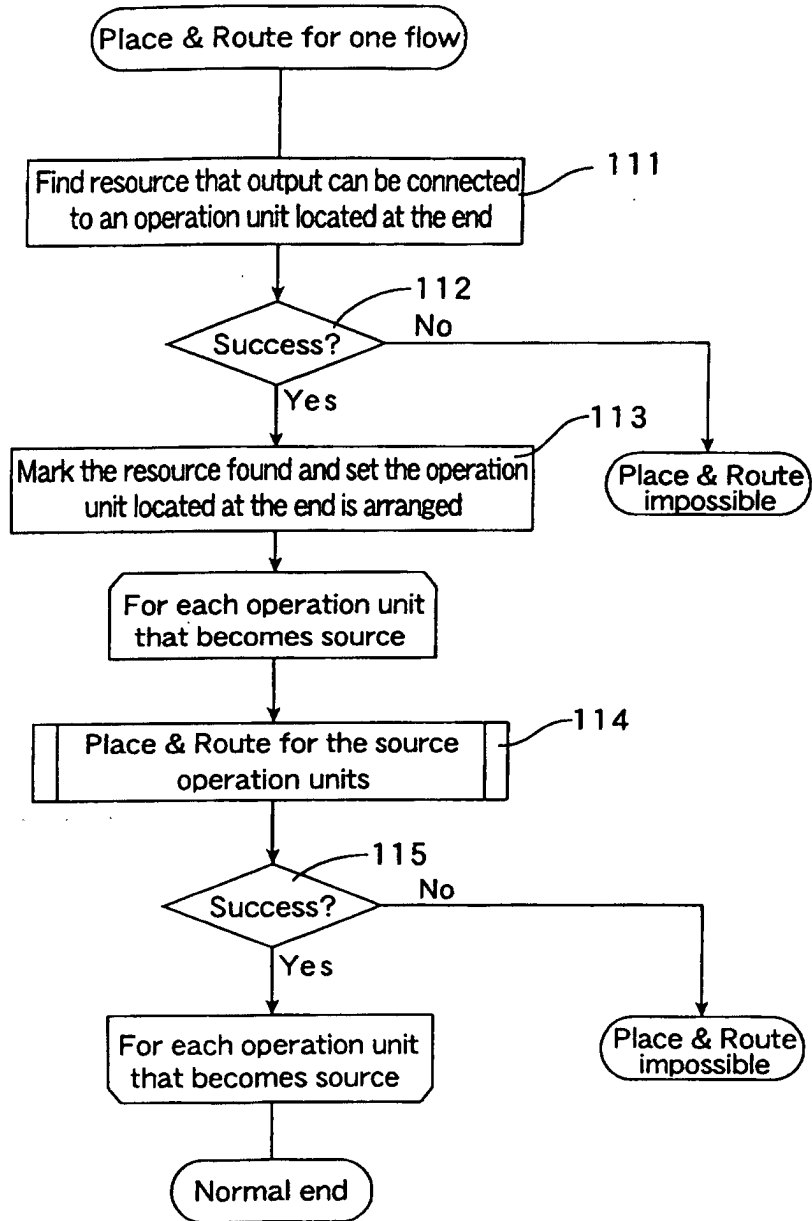 Place & Route for one flow
111
Find resource that output can be connected
to an operation unit located at the end
112
Success?
No
Yes
113
Mark the resource found and set the operation
unit located at the end is arranged
Place & Route
impossible
For each operation unit
that becomes source
114
Place & Route for the source
operation units
115
Success?
No
Yes
For each operation unit
that becomes source
Place & Route
impossible
Normal end